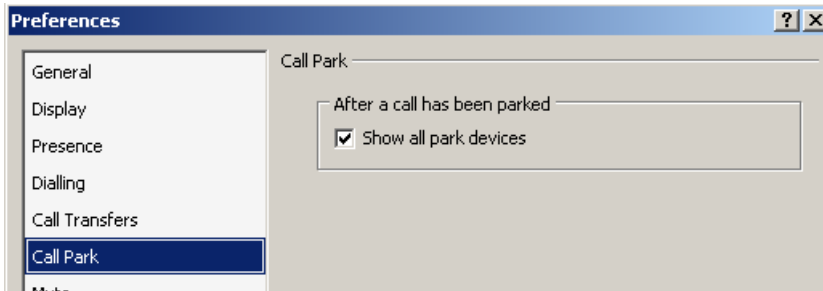 Preferences
General
Display
Presence
Dialling
Call Transfers
Call Park
Call Park
After a call has been parked
Show all park devices